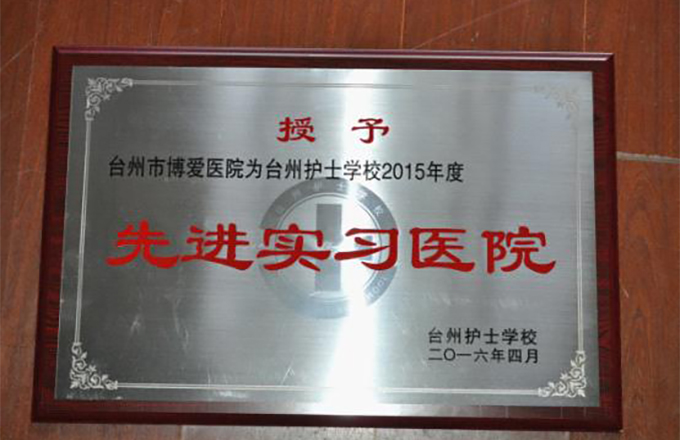 授予
台州市博爱医院为台州护士学校2015年度
先进实习医院
台州护士学校
二〇一六年四月